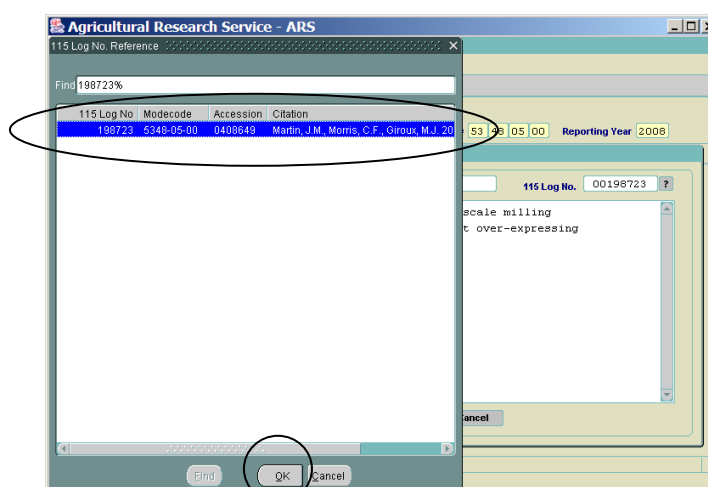 Agricultural Research Service - ARS
115 Log No. Reference
Find 198723%
115 Log No Modecode Accession Citation
198723 5348-05-00 0408649 Martin, J.M., Morris, C.F., Giroux, M.J. 20
53 48 05 00 Reporting Year 2008
115 Log No. 00198723 ?
scale milling
t over-expressing
ancel
Find OK Cancel